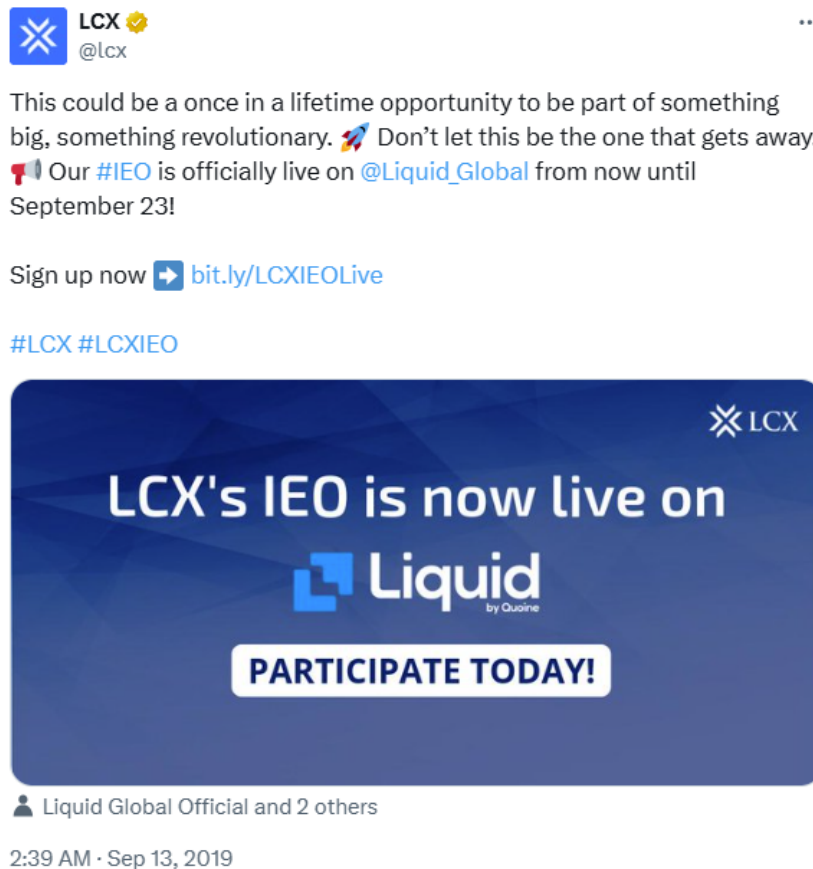 LCX
@lcx
This could be a once in a lifetime opportunity to be part of something
big, something revolutionary. 🚀 Don’t let this be the one that gets away.
📢 Our #IEO is officially live on @Liquid_Global from now until
September 23!
Sign up now ➡️ bit.ly/LCXIEOLive
#LCX #LCXIEO
LCX
LCX's IEO is now live on
Liquid
by Quoine
PARTICIPATE TODAY!
Liquid Global Official and 2 others
2:39 AM · Sep 13, 2019